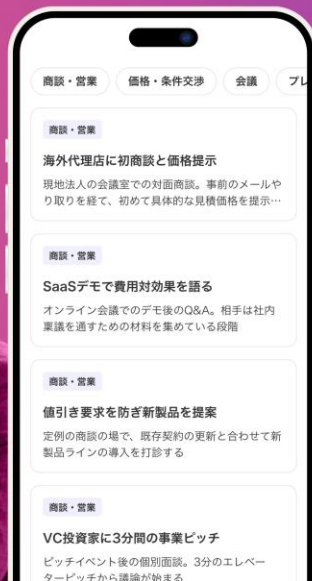 商談・営業 価格・条件交渉 会議 プレ
商談・営業
海外代理店に初商談と価格提示
現地法人の会議室での対面商談。事前のメールや
り取りを経て、初めて具体的な見積価格を提示…
商談・営業
SaaSデモで費用対効果を語る
オンライン会議でのデモ後のQ&A。相手は社内
稟議を通すための材料を集めている段階
商談・営業
値引き要求を防ぎ新製品を提案
定例の商談の場で、既存契約の更新と合わせて新
製品ラインの導入を打診する
商談・営業
VC投資家に3分間の事業ピッチ
ピッチイベント後の個別面談。3分のエレベー
ターピッチから議論が始まる